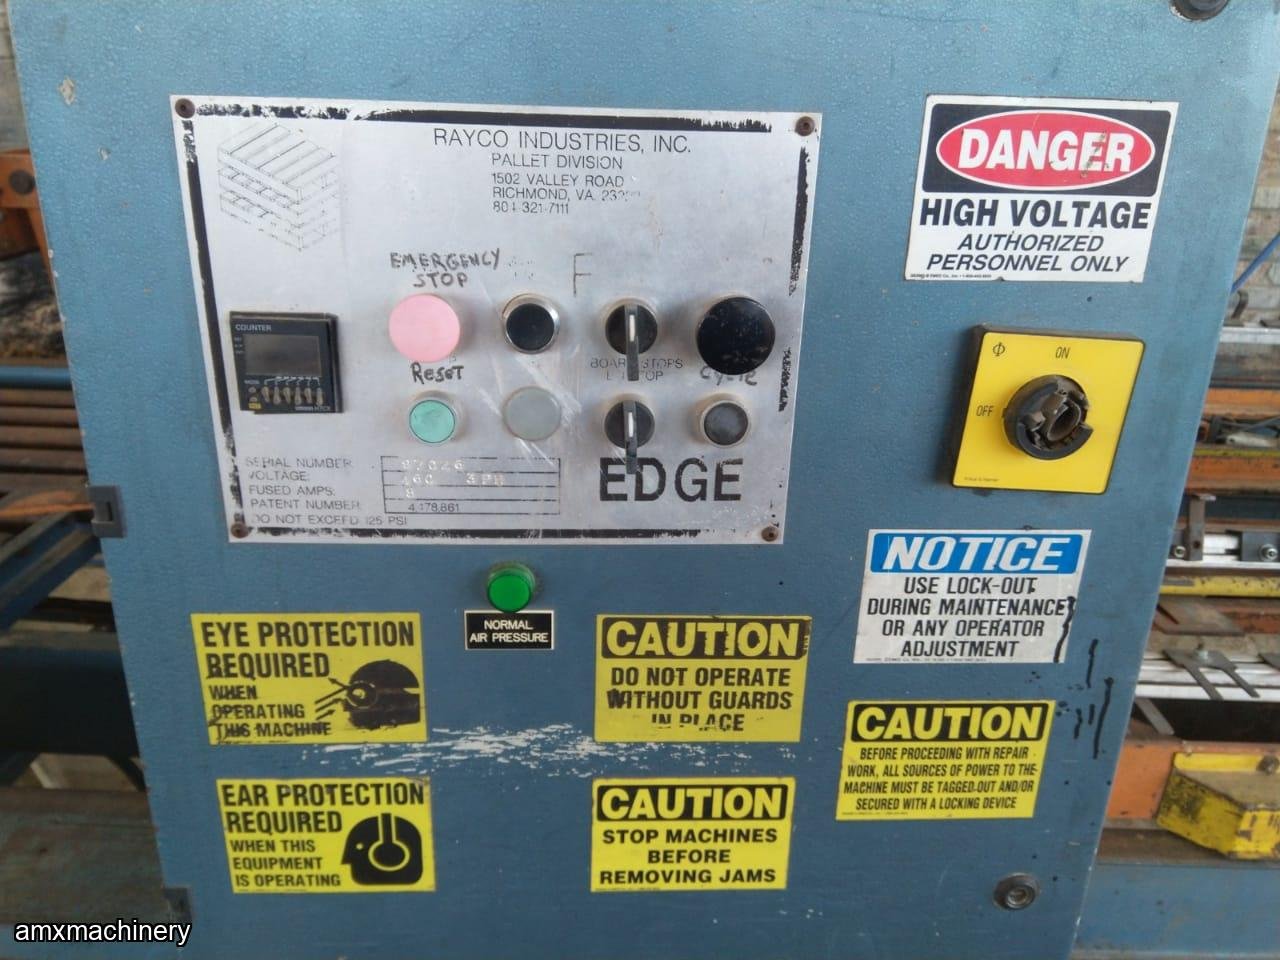 RAYCO INDUSTRIES, INC.
PALLET DIVISION
1502 VALLEY ROAD
RICHMOND, VA.
804 321-7111
EMERGENCY
STOP
F
COUNTER
Reset
BOARD STOPS
Cycle
EDGE
SERIAL NUMBER
VOLTAGE: 460 3PH
FUSED AMPS: 8
PATENT NUMBER: 4,178,861
DO NOT EXCEED 125 PSI
NORMAL
AIR PRESSURE
DANGER
HIGH VOLTAGE
AUTHORIZED
PERSONNEL ONLY
ON
OFF
NOTICE
USE LOCK-OUT
DURING MAINTENANCE
OR ANY OPERATOR
ADJUSTMENT
EYE PROTECTION
REQUIRED
WHEN
OPERATING
THIS MACHINE
CAUTION
DO NOT OPERATE
WITHOUT GUARDS
IN PLACE
CAUTION
BEFORE PROCEEDING WITH REPAIR
WORK, ALL SOURCES OF POWER TO THE
MACHINE MUST BE TAGGED-OUT AND/OR
SECURED WITH A LOCKING DEVICE
EAR PROTECTION
REQUIRED
WHEN THIS
EQUIPMENT
IS OPERATING
CAUTION
STOP MACHINES
BEFORE
REMOVING JAMS
amxmachinery